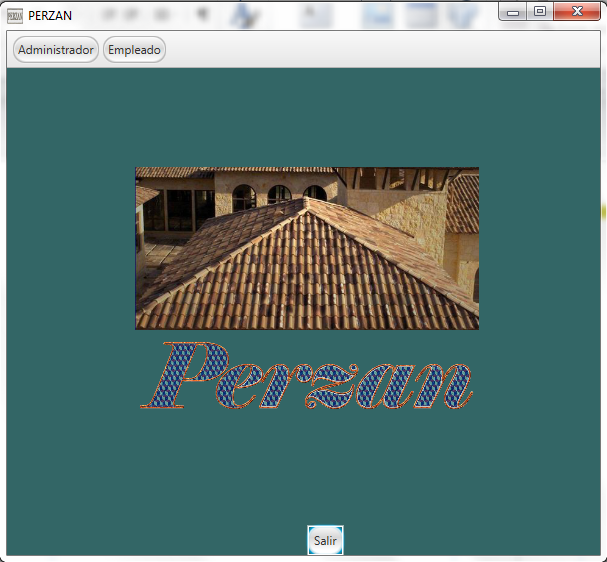 PERZAN
Administrador Empleado
Perzan
Salir